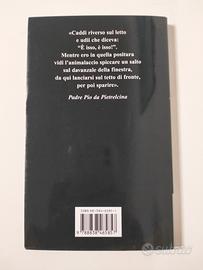 «Caddi riverso sul letto
e udii che diceva:
"È isso, è isso!".
Mentre ero in quella positura
vidi l'animalaccio spiccare un salto
sul davanzale della finestra,
da qui lanciarsi sul tetto di fronte,
per poi sparire».
Padre Pio da Pietrelcina
subito